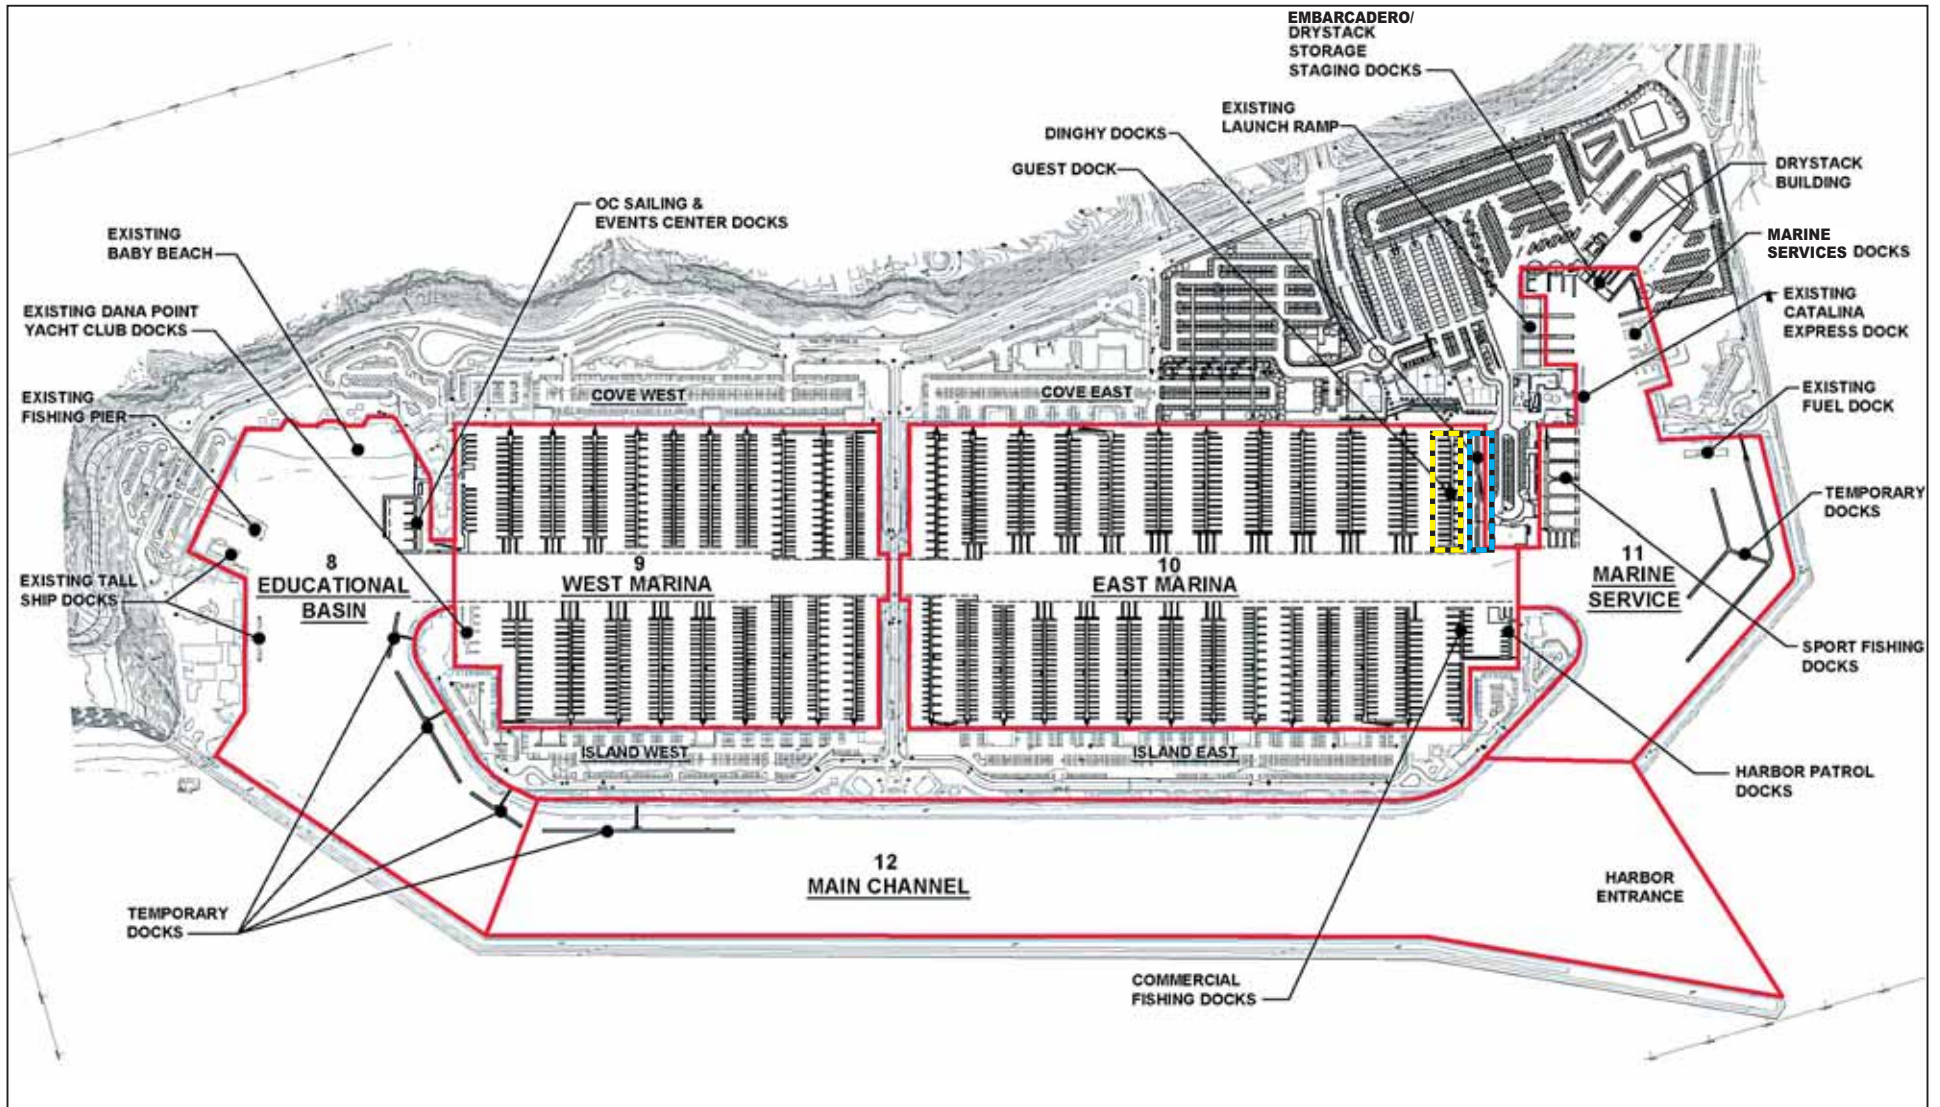 EMBARCADERO/
DRYSTACK
STORAGE
STAGING DOCKS
EXISTING
LAUNCH RAMP
DINGHY DOCKS
GUEST DOCK
DRYSTACK
BUILDING
OC SAILING &
EVENTS CENTER DOCKS
EXISTING
BABY BEACH
MARINE
SERVICES DOCKS
EXISTING
CATALINA
EXPRESS DOCK
EXISTING DANA POINT
YACHT CLUB DOCKS
EXISTING
FISHING PIER
COVE WEST
COVE EAST
EXISTING
FUEL DOCK
TEMPORARY
DOCKS
EXISTING TALL
SHIP DOCKS
8
EDUCATIONAL
BASIN
9
WEST MARINA
10
EAST MARINA
11
MARINE
SERVICE
SPORT FISHING
DOCKS
ISLAND WEST
ISLAND EAST
HARBOR PATROL
DOCKS
12
MAIN CHANNEL
HARBOR
ENTRANCE
TEMPORARY
DOCKS
COMMERCIAL
FISHING DOCKS